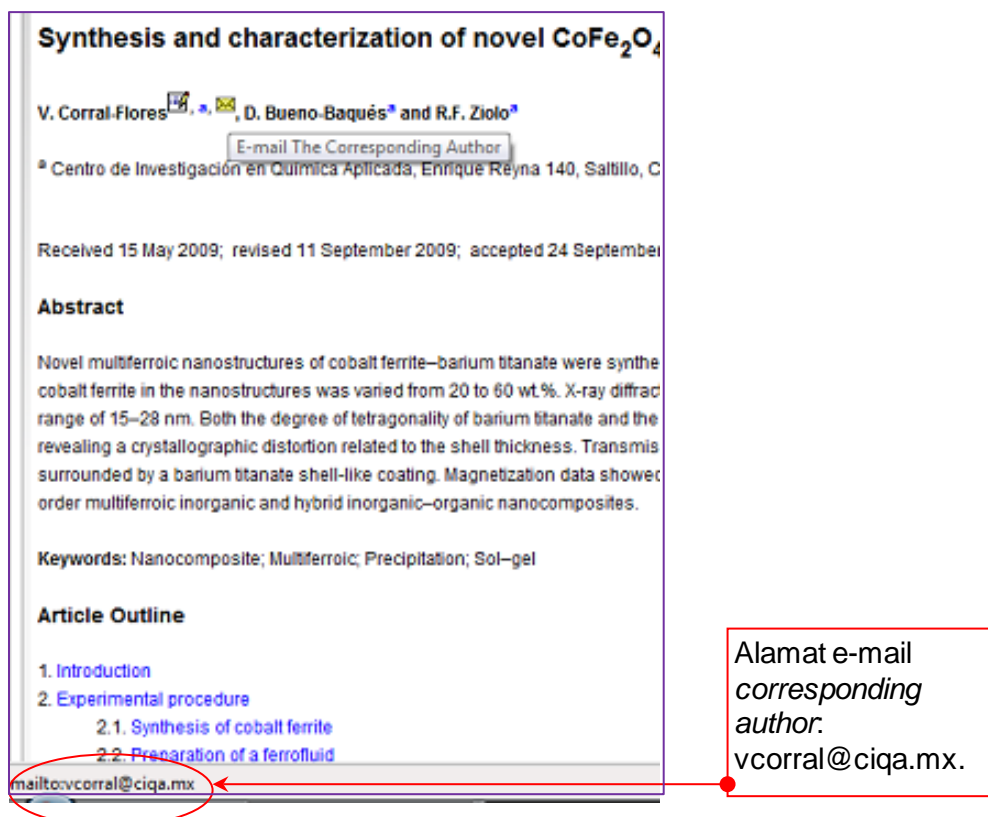 Synthesis and characterization of novel CoFe₂O₄
V. Corral-Flores, a, , D. Bueno-Baquésa and R.F. Zioloa
E-mail The Corresponding Author
a Centro de Investigación en Química Aplicada, Enrique Reyna 140, Saltillo, C
Received 15 May 2009; revised 11 September 2009; accepted 24 September
Abstract
Novel multiferroic nanostructures of cobalt ferrite–barium titanate were synthe
cobalt ferrite in the nanostructures was varied from 20 to 60 wt.%. X-ray diffrac
range of 15–28 nm. Both the degree of tetragonality of barium titanate and the
revealing a crystallographic distortion related to the shell thickness. Transmis
surrounded by a barium titanate shell-like coating. Magnetization data showed
order multiferroic inorganic and hybrid inorganic–organic nanocomposites.
Keywords: Nanocomposite; Multiferroic; Precipitation; Sol–gel
Article Outline
1. Introduction
2. Experimental procedure
2.1. Synthesis of cobalt ferrite
2.2. Preparation of a ferrofluid
mailto:vcorral@ciqa.mx
Alamat e-mail
corresponding
author:
vcorral@ciqa.mx.